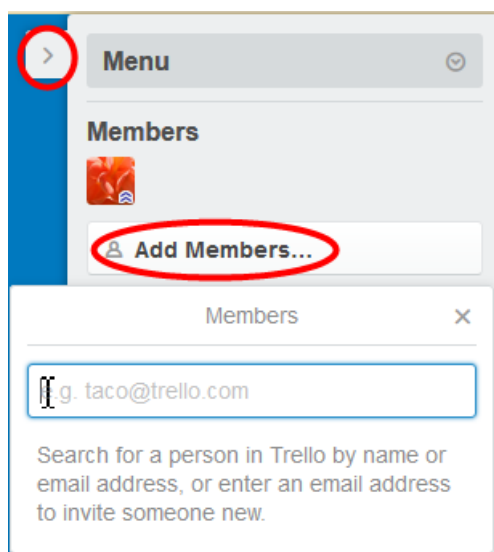 Menu
Members
Add Members...
Members
e.g. taco@trello.com
Search for a person in Trello by name or
email address, or enter an email address
to invite someone new.